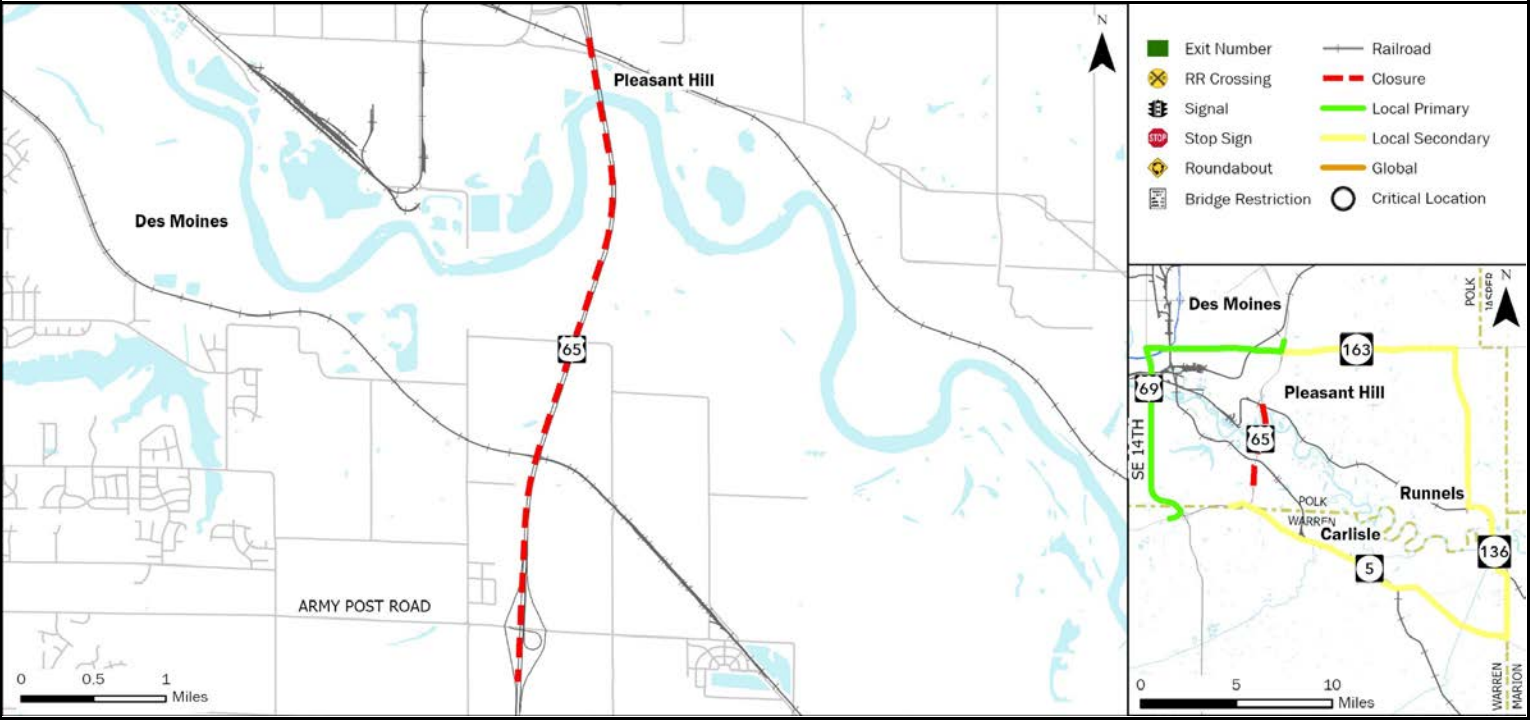 N
Pleasant Hill
Des Moines
65
ARMY POST ROAD
0 0.5 1
Miles
Exit Number
RR Crossing
Signal
STOP
Stop Sign
Roundabout
Bridge Restriction
Railroad
Closure
Local Primary
Local Secondary
Global
Critical Location
N
POLK
JASPER
Des Moines
163
69
Pleasant Hill
65
SE 14TH
Runnels
POLK
WARREN
Carlisle
136
5
WARREN
MARION
0 5 10
Miles